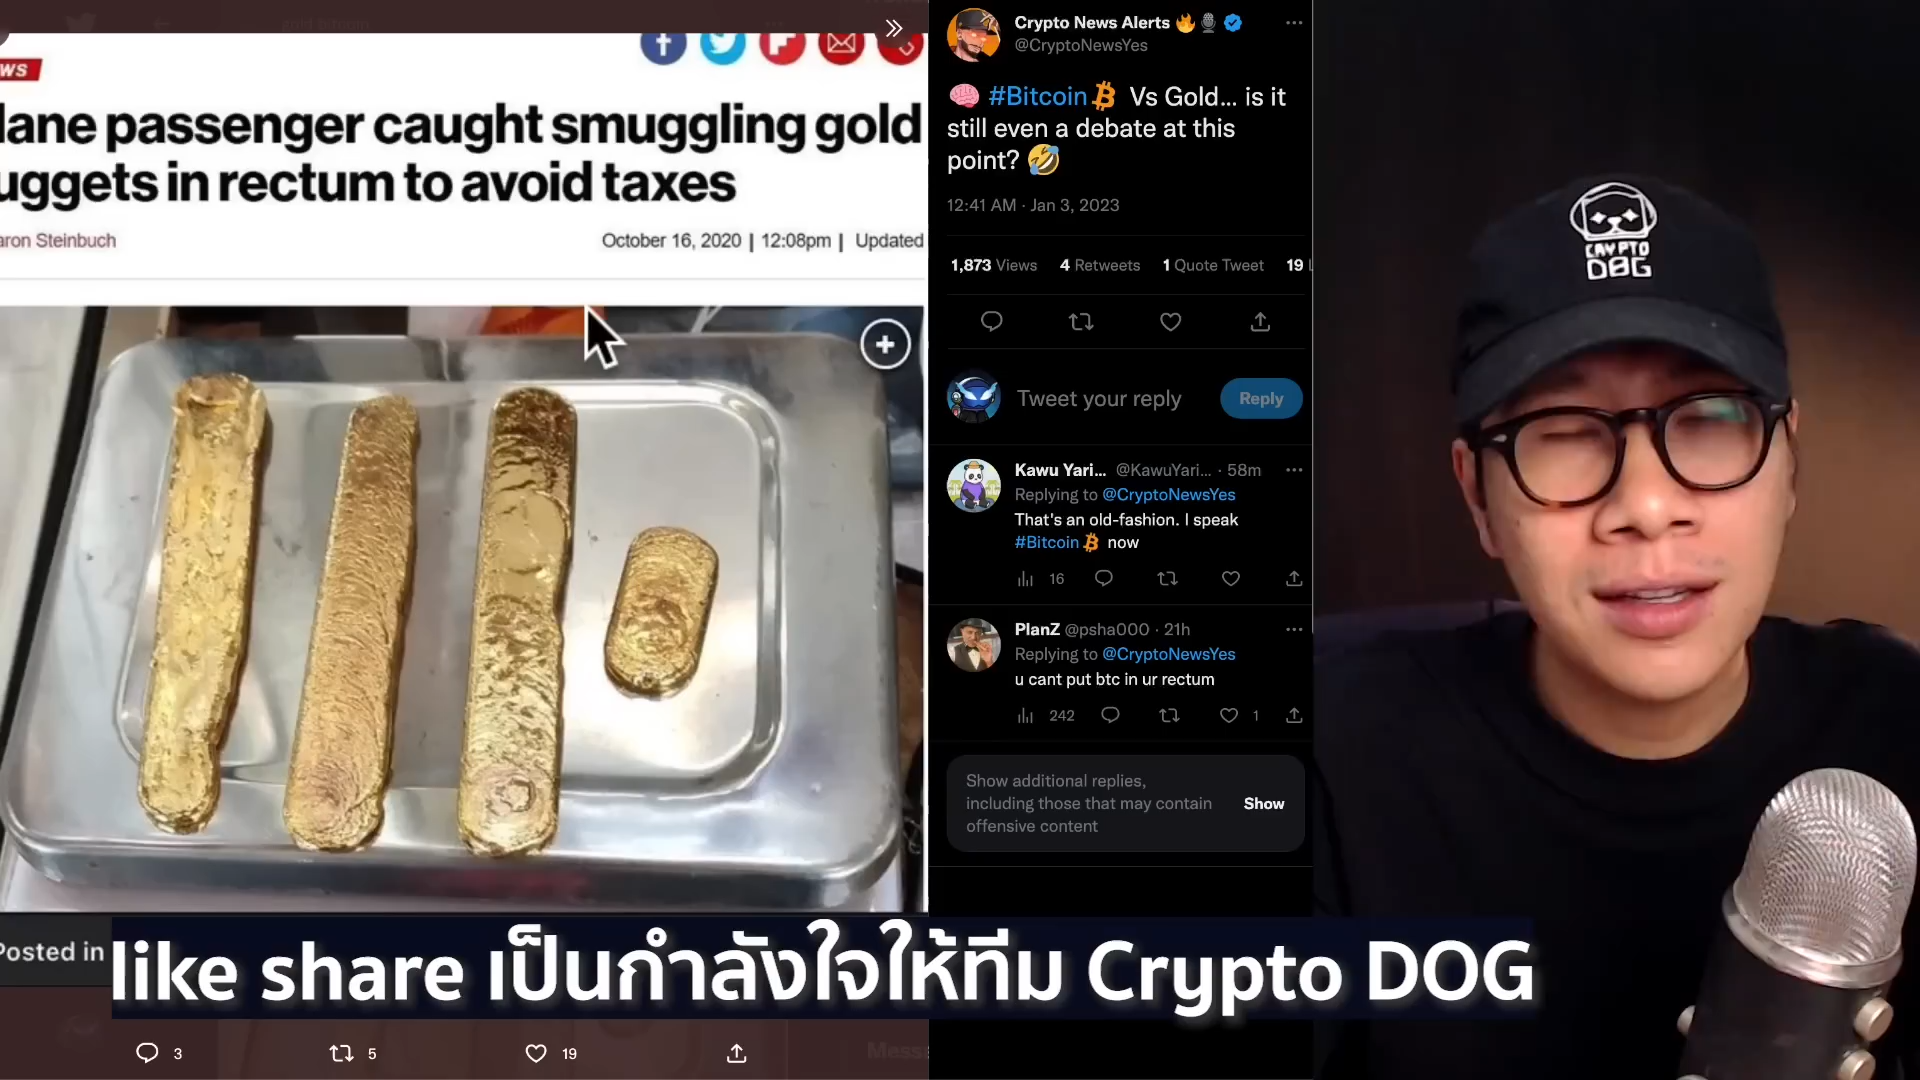 WS
lane passenger caught smuggling gold
uggets in rectum to avoid taxes
aron Steinbuch
October 16, 2020 | 12:08pm | Updated
Posted in
3
5
19
Crypto News Alerts
@CryptoNewsYes
#Bitcoin Vs Gold... is it
still even a debate at this
point?
12:41 AM · Jan 3, 2023
1,873 Views 4 Retweets 1 Quote Tweet 19 L
Tweet your reply
Reply
Kawu Yari... @KawuYari... · 58m
Replying to @CryptoNewsYes
That's an old-fashion. I speak
#Bitcoin now
16
PlanZ @psha000 · 21h
Replying to @CryptoNewsYes
u cant put btc in ur rectum
242
1
Show additional replies,
including those that may contain
offensive content
Show
CRYPTO
DOG
like share เป็นกำลังใจให้ทีม Crypto DOG